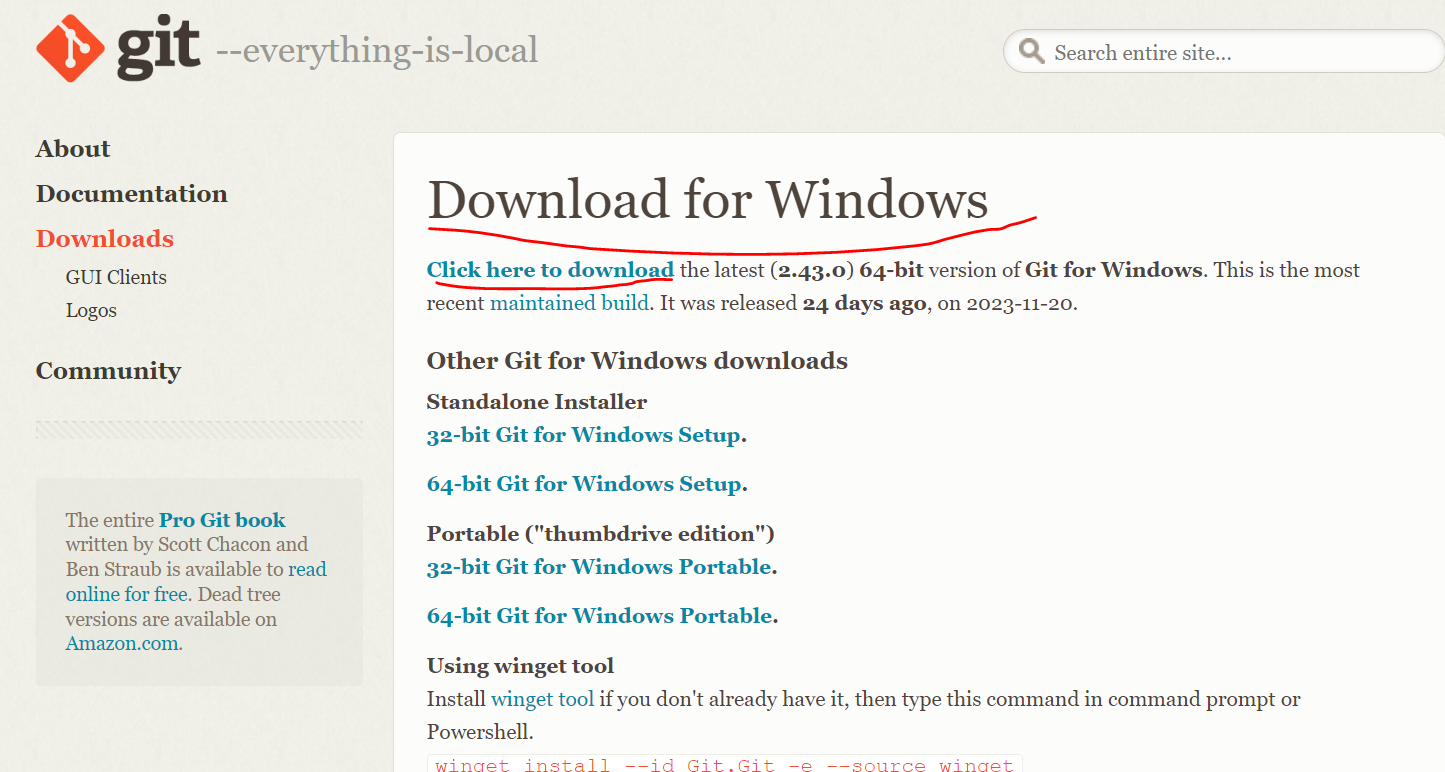 git --everything-is-local
Search entire site...
About
Documentation
Downloads
GUI Clients
Logos
Community
The entire Pro Git book
written by Scott Chacon and
Ben Straub is available to read
online for free. Dead tree
versions are available on
Amazon.com.
Download for Windows
Click here to download the latest (2.43.0) 64-bit version of Git for Windows. This is the most
recent maintained build. It was released 24 days ago, on 2023-11-20.
Other Git for Windows downloads
Standalone Installer
32-bit Git for Windows Setup.
64-bit Git for Windows Setup.
Portable ("thumbdrive edition")
32-bit Git for Windows Portable.
64-bit Git for Windows Portable.
Using winget tool
Install winget tool if you don't already have it, then type this command in command prompt or
Powershell.
winget install --id Git.Git -e --source winget